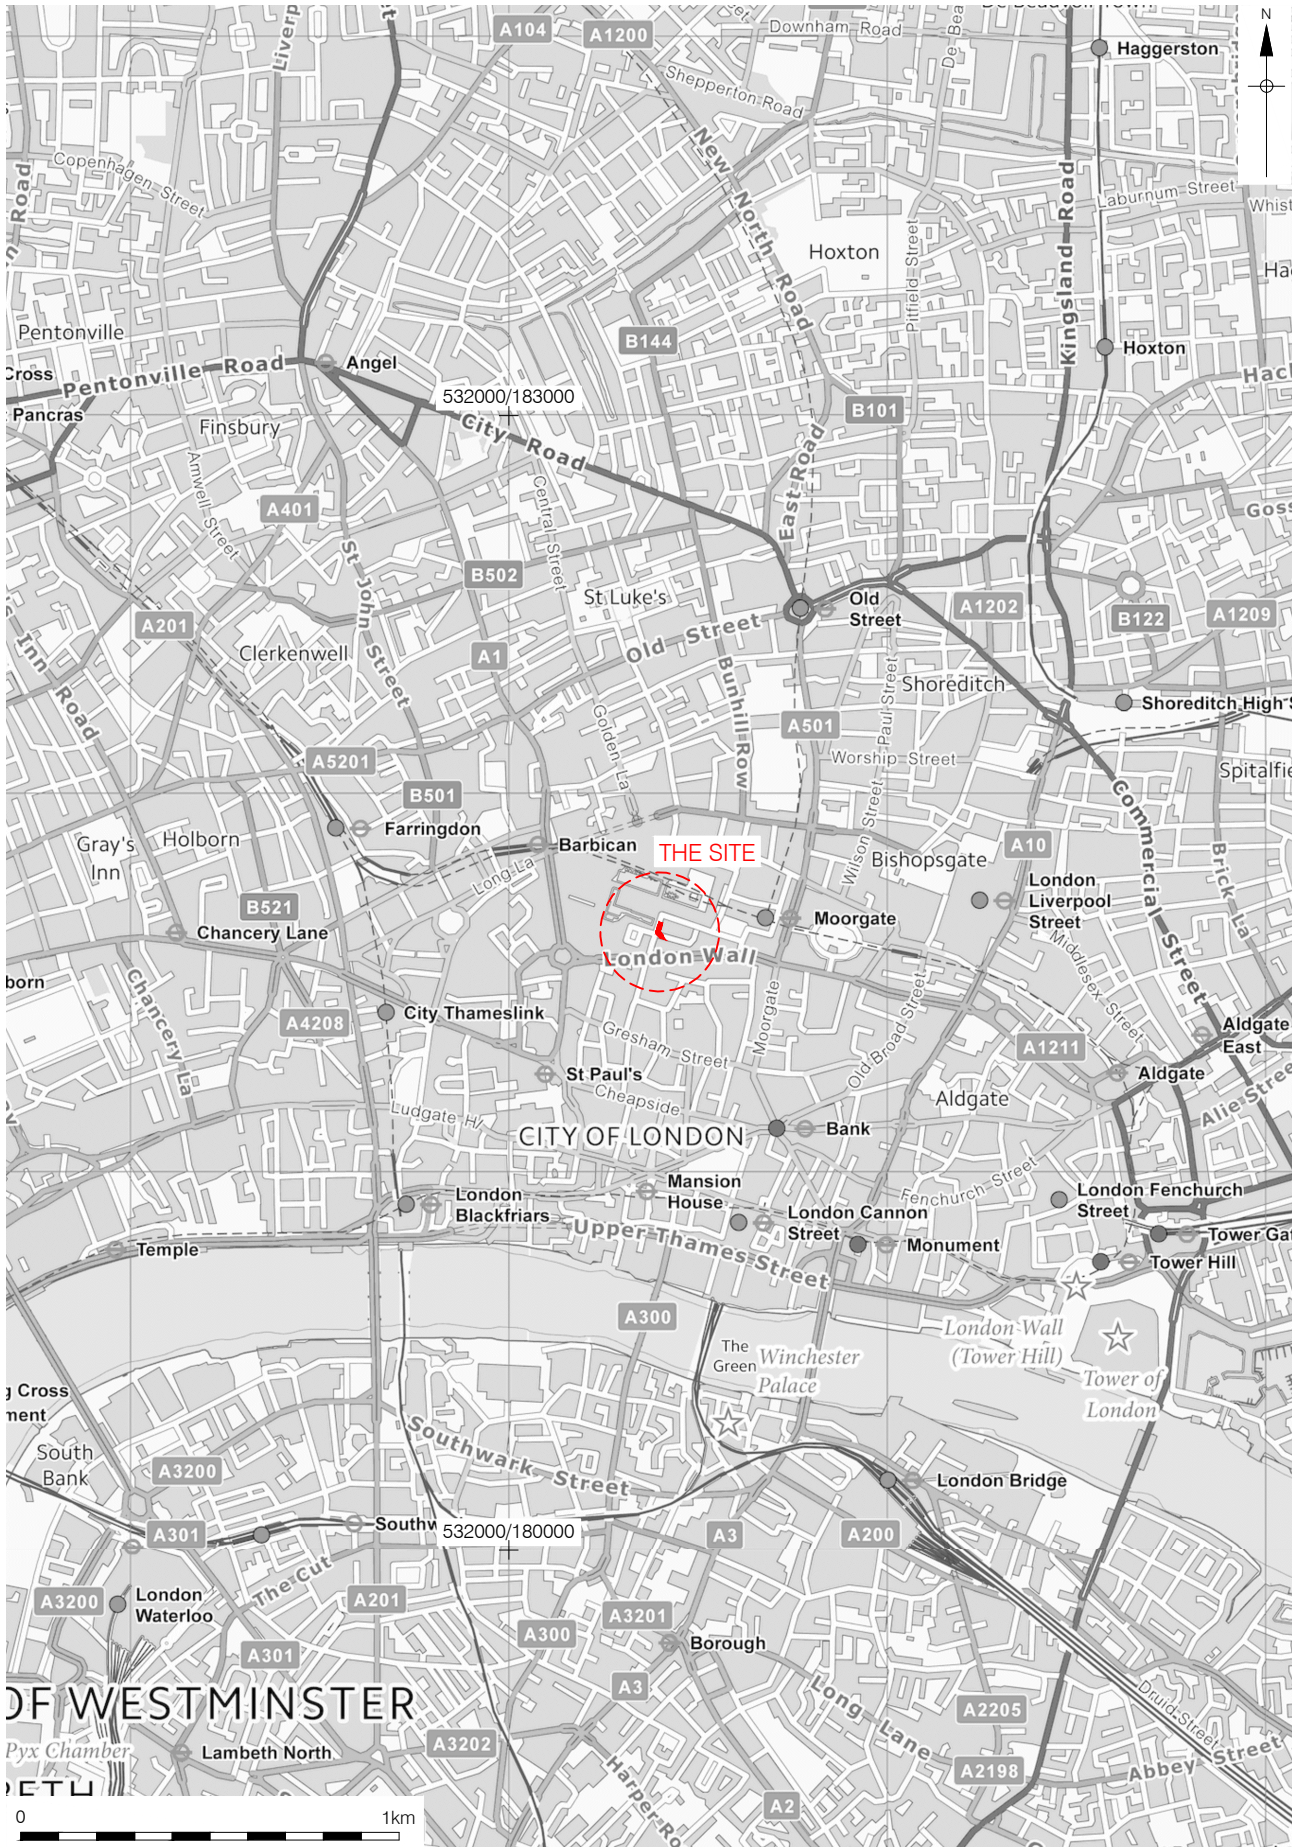 A104
A1200
Downham Road
N
Haggerston
Shepperton Road
Copenhagen Street
New North Road
Kingsland Road
Laburnum Street
Hoxton
Pitfield Street
Pentonville
B144
Angel
Hoxton
Pentonville Road
Cross
Pancras
532000/183000
B101
Finsbury
City Road
Amwell Street
A401
Central Street
East Road
St John Street
B502
St Luke's
Old
Street
A1202
B122
A1209
A201
Inn Road
Clerkenwell
A1
Old Street
Bunhill Row
Paul Street
Shoreditch
Shoreditch High
Golden La
A501
Worship Street
A5201
B501
Commercial Street
Farringdon
Gray's
Inn
Holborn
Barbican
THE SITE
Wilson Street
Bishopsgate
A10
Brick La
Long La
London
Liverpool
Street
B521
Moorgate
Chancery Lane
London Wall
Middlesex Street
Chancery La
Moorgate
Old Broad Street
A4208
City Thameslink
Gresham Street
A1211
Aldgate
East
St Paul's
Aldgate
Cheapside
Aldgate
Ludgate H
CITY OF LONDON
Bank
Mansion
House
Fenchurch Street
London
Blackfriars
London Cannon
Street
London Fenchurch
Street
Upper Thames Street
Temple
Monument
Tower Hill
A300
London Wall
(Tower Hill)
The
Green
Winchester
Palace
Tower of
London
South
Bank
Southwark Street
A3200
London Bridge
A301
532000/180000
A3
A200
The Cut
A3200
London
Waterloo
A201
A3201
A300
A301
Borough
A3
OF WESTMINSTER
Long Lane
A2205
Druid Street
Pyx Chamber
Lambeth North
A3202
A2198
Abbey Street
A2
0
1km